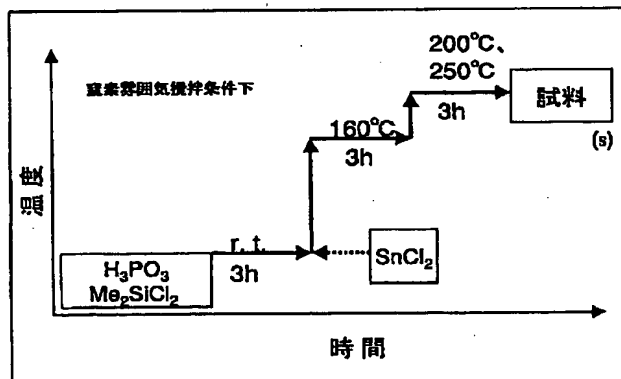 200℃、
250℃
窒素雰囲気攪拌条件下
試料
160℃
3h
3h
(s)
温度
r. t.
3h
SnCl₂
H₃PO₃
Me₂SiCl₂
時間